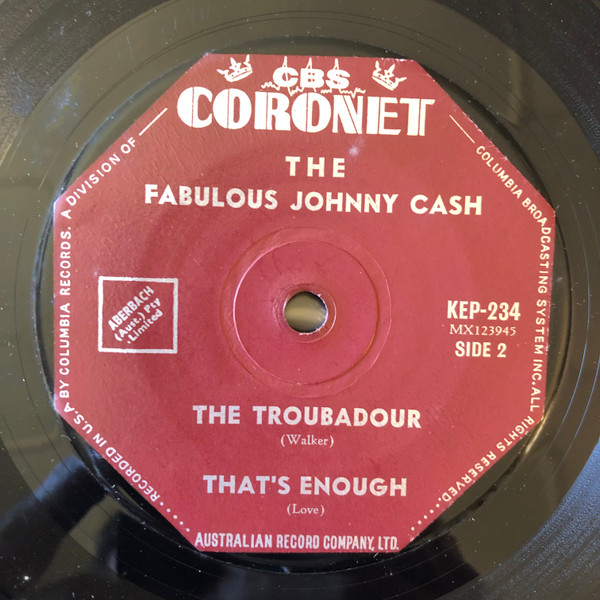 CBS
CORONET
THE
FABULOUS JOHNNY CASH
ABERBACH
(Aust.) Pty
Limited
KEP-234
MX123945
SIDE 2
THE TROUBADOUR
(Walker)
THAT'S ENOUGH
(Love)
AUSTRALIAN RECORD COMPANY, LTD.
....RECORDED IN U.S.A BY COLUMBIA RECORDS. A DIVISION OF — COLUMBIA BROADCASTING SYSTEM INC. ALL RIGHTS RESERVED.....